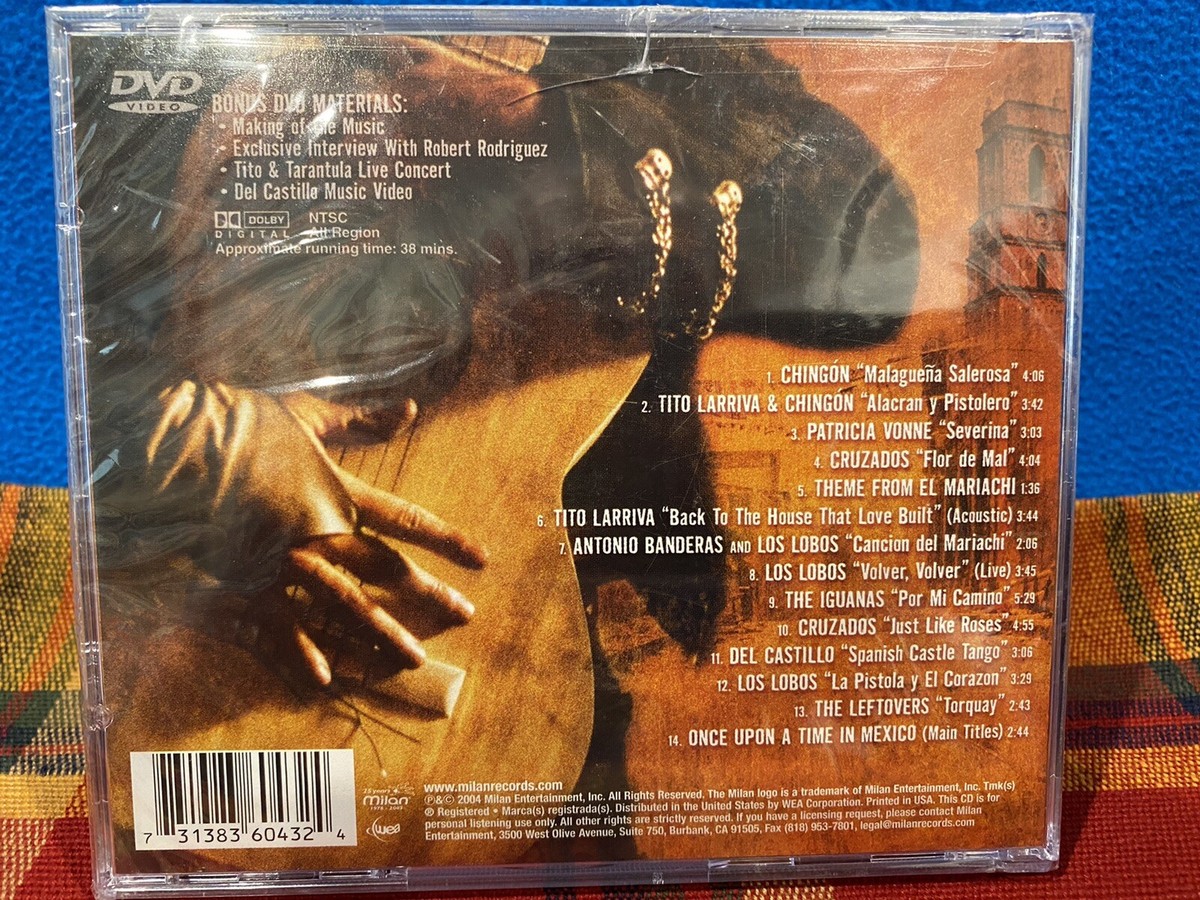 DVD
VIDEO
BONUS DVD MATERIALS:
• Making of the Music
• Exclusive Interview With Robert Rodriguez
• Tito & Tarantula Live Concert
• Del Castillo Music Video
DOLBY
DIGITAL
NTSC
All Region
Approximate running time: 38 mins.
1. CHINGÓN “Malagueña Salerosa” 4:06
2. TITO LARRIVA & CHINGÓN “Alacran y Pistolero” 3:42
3. PATRICIA VONNE “Severina” 3:03
4. CRUZADOS “Flor de Mal” 4:04
5. THEME FROM EL MARIACHI 1:36
6. TITO LARRIVA “Back To The House That Love Built” (Acoustic) 3:44
7. ANTONIO BANDERAS AND LOS LOBOS “Cancion del Mariachi” 2:06
8. LOS LOBOS “Volver, Volver” (Live) 3:45
9. THE IGUANAS “Por Mi Camino” 5:29
10. CRUZADOS “Just Like Roses” 4:55
11. DEL CASTILLO “Spanish Castle Tango” 3:06
12. LOS LOBOS “La Pistola y El Corazon” 3:29
13. THE LEFTOVERS “Torquay” 2:43
14. ONCE UPON A TIME IN MEXICO (Main Titles) 2:44
7 31383 60432 4
25 years
milan
1978 - 2003
wea
www.milanrecords.com
℗&© 2004 Milan Entertainment, Inc. All Rights Reserved. The Milan logo is a trademark of Milan Entertainment, Inc. Tmk(s)
® Registered • Marca(s) registrada(s). Distributed in the United States by WEA Corporation. Printed in USA. This CD is for
personal listening use only. All other rights are strictly reserved. If you have a licensing request, please contact Milan
Entertainment, 3500 West Olive Avenue, Suite 750, Burbank, CA 91505, Fax (818) 953-7801, legal@milanrecords.com